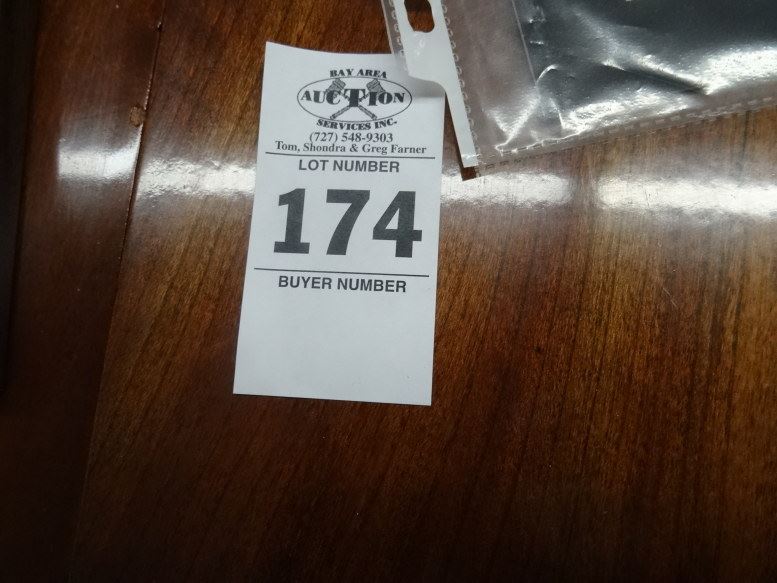 BAY AREA
AUCTION
SERVICES INC.
(727) 548-9303
Tom, Shondra & Greg Farner
LOT NUMBER
174
BUYER NUMBER